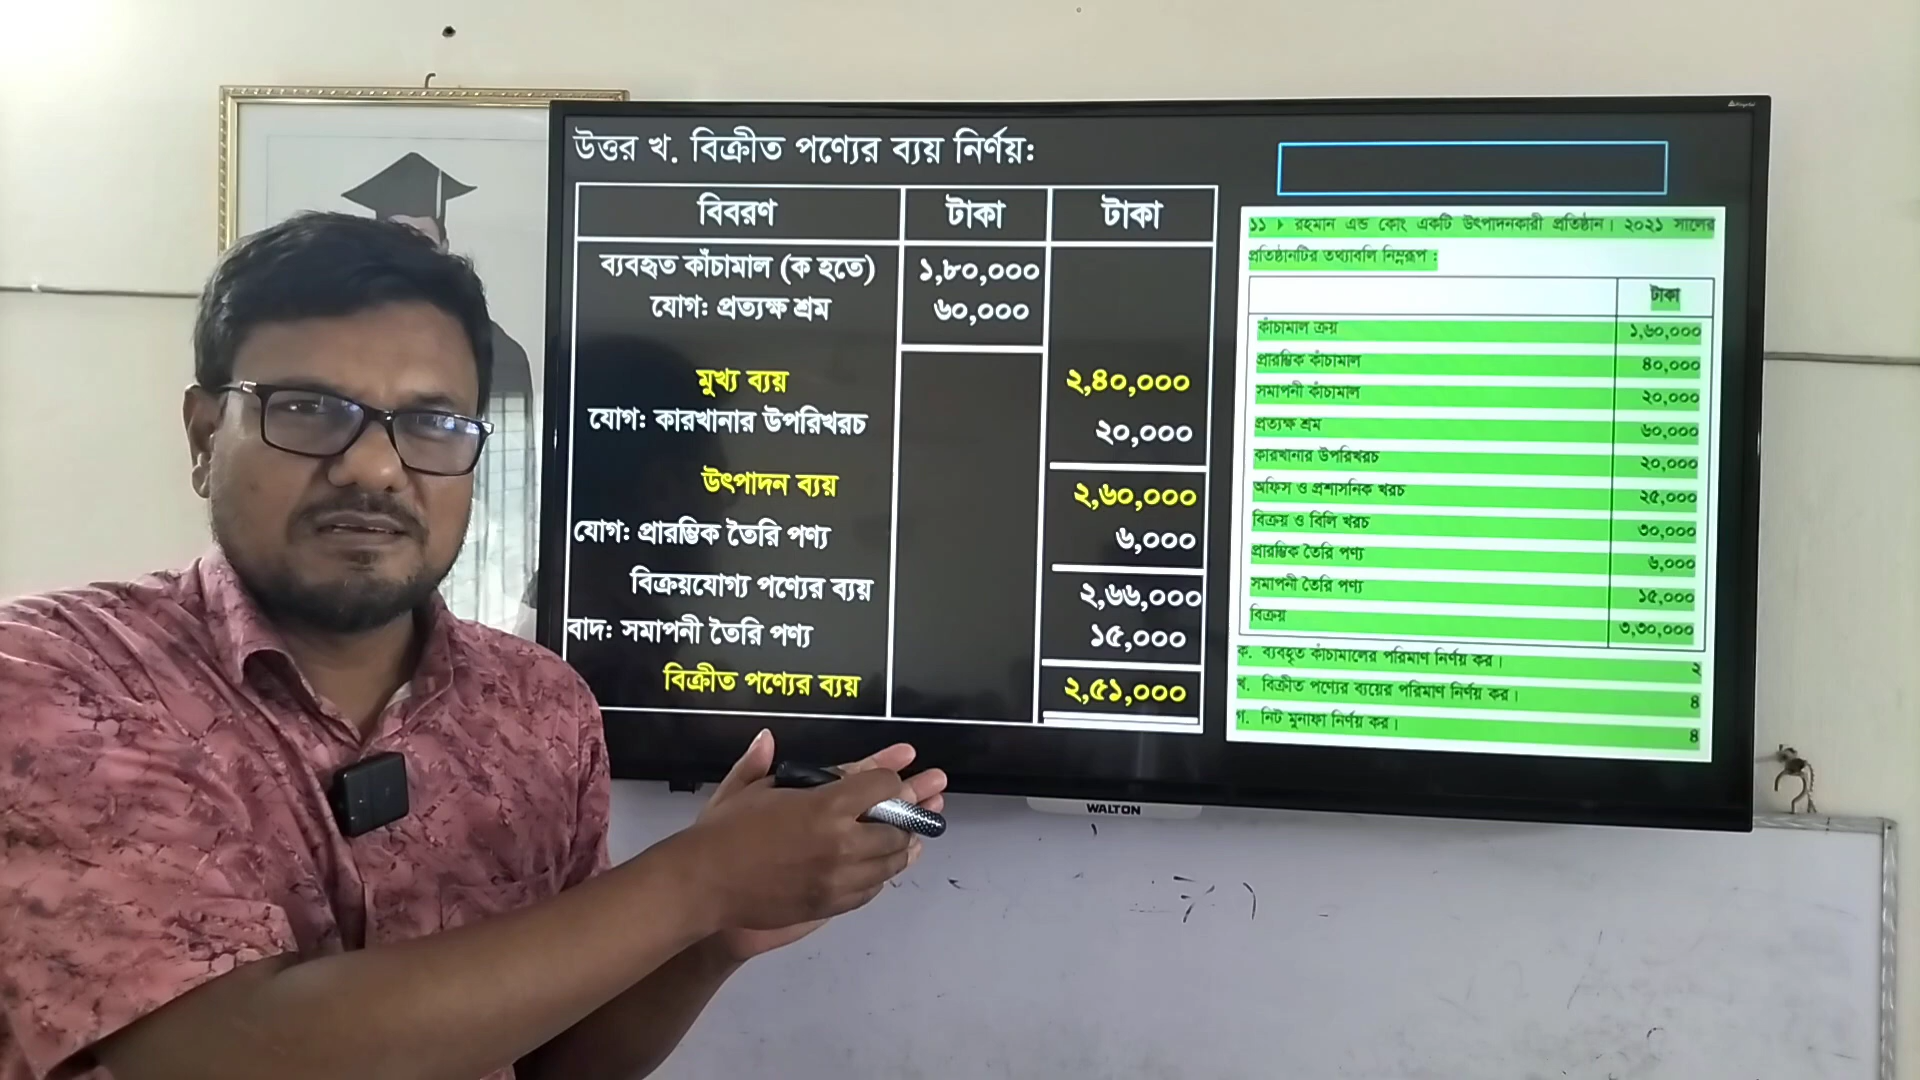 উত্তর খ. বিক্রীত পণ্যের ব্যয় নির্ণয়ঃ
বিবরণ টাকা টাকা
ব্যবহৃত কাঁচামাল (ক হতে) ১,৮০,০০০
যোগঃ প্রত্যক্ষ শ্রম ৬০,০০০
মুখ্য ব্যয় ২,৪০,০০০
যোগঃ কারখানার উপরিখরচ ২০,০০০
উৎপাদন ব্যয় ২,৬০,০০০
যোগঃ প্রারম্ভিক তৈরি পণ্য ৬,০০০
বিক্রয়যোগ্য পণ্যের ব্যয় ২,৬৬,০০০
বাদঃ সমাপনী তৈরি পণ্য ১৫,০০০
বিক্রীত পণ্যের ব্যয় ২,৫১,০০০
১১ রহমান এন্ড কোং একটি উৎপাদনকারী প্রতিষ্ঠান। ২০২১ সালের
প্রতিষ্ঠানটির তথ্যাবলি নিম্নরূপ :
টাকা
কাঁচামাল ক্রয় ১,৬০,০০০
প্রারম্ভিক কাঁচামাল ৪০,০০০
সমাপনী কাঁচামাল ২০,০০০
প্রত্যক্ষ শ্রম ৬০,০০০
কারখানার উপরিখরচ ২০,০০০
অফিস ও প্রশাসনিক খরচ ২৫,০০০
বিক্রয় ও বিলি খরচ ৩০,০০০
প্রারম্ভিক তৈরি পণ্য ৬,০০০
সমাপনী তৈরি পণ্য ১৫,০০০
বিক্রয় ৩,৩০,০০০
ক. ব্যবহৃত কাঁচামালের পরিমাণ নির্ণয় কর। ২
খ. বিক্রীত পণ্যের ব্যয়ের পরিমাণ নির্ণয় কর। ৪
গ. নিট মুনাফা নির্ণয় কর। ৪
WALTON